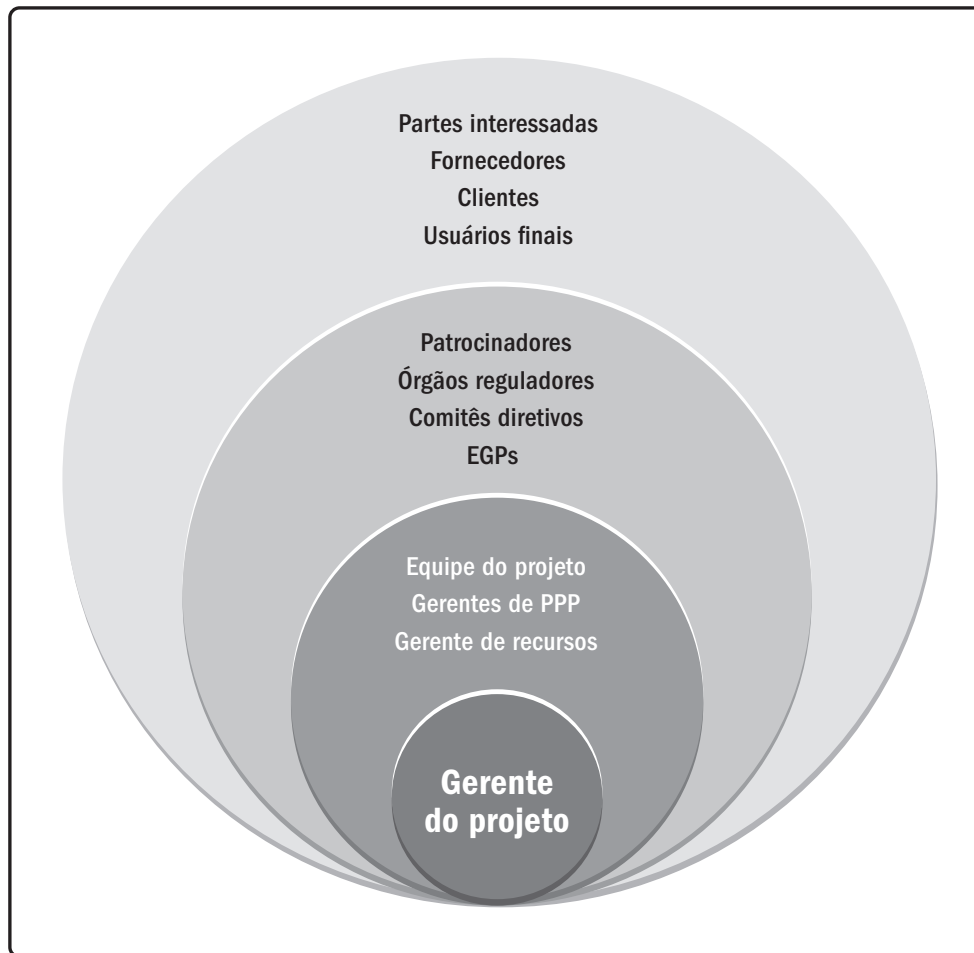 Partes interessadas
Fornecedores
Clientes
Usuários finais
Patrocinadores
Órgãos reguladores
Comitês diretivos
EGPs
Equipe do projeto
Gerentes de PPP
Gerente de recursos
Gerente
do projeto